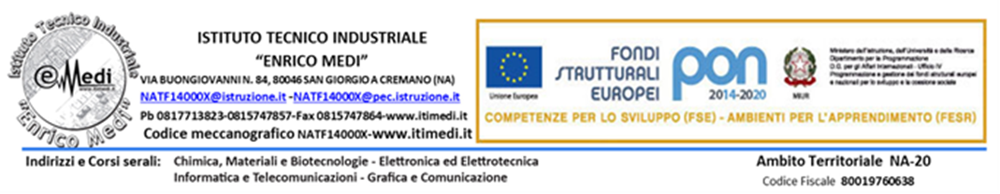 Istituto Tecnico Industriale
"Enrico Medi"
e Medi
ISTITUTO TECNICO INDUSTRIALE
"ENRICO MEDI"
VIA BUONGIOVANNI N. 84, 80046 SAN GIORGIO A CREMANO (NA)
NATF14000X@istruzione.it -NATF14000X@pec.istruzione.it
Pb 0817713823-0815747857-Fax 0815747864-www.itimedi.it
Codice meccanografico NATF14000X-www.itimedi.it
Unione Europea
FONDI
STRUTTURALI
EUROPEI
pon
2014-2020
MIUR
Ministero dell'Istruzione, dell'Università e della Ricerca
Dipartimento per la Programmazione
D.G. per gli Affari Internazionali - Ufficio IV
Programmazione e gestione dei fondi strutturali europei
e nazionali per lo sviluppo e la coesione sociale
COMPETENZE PER LO SVILUPPO (FSE) - AMBIENTI PER L'APPRENDIMENTO (FESR)
Indirizzi e Corsi serali: Chimica, Materiali e Biotecnologie - Elettronica ed Elettrotecnica
Informatica e Telecomunicazioni - Grafica e Comunicazione
Ambito Territoriale NA-20
Codice Fiscale 80019760638